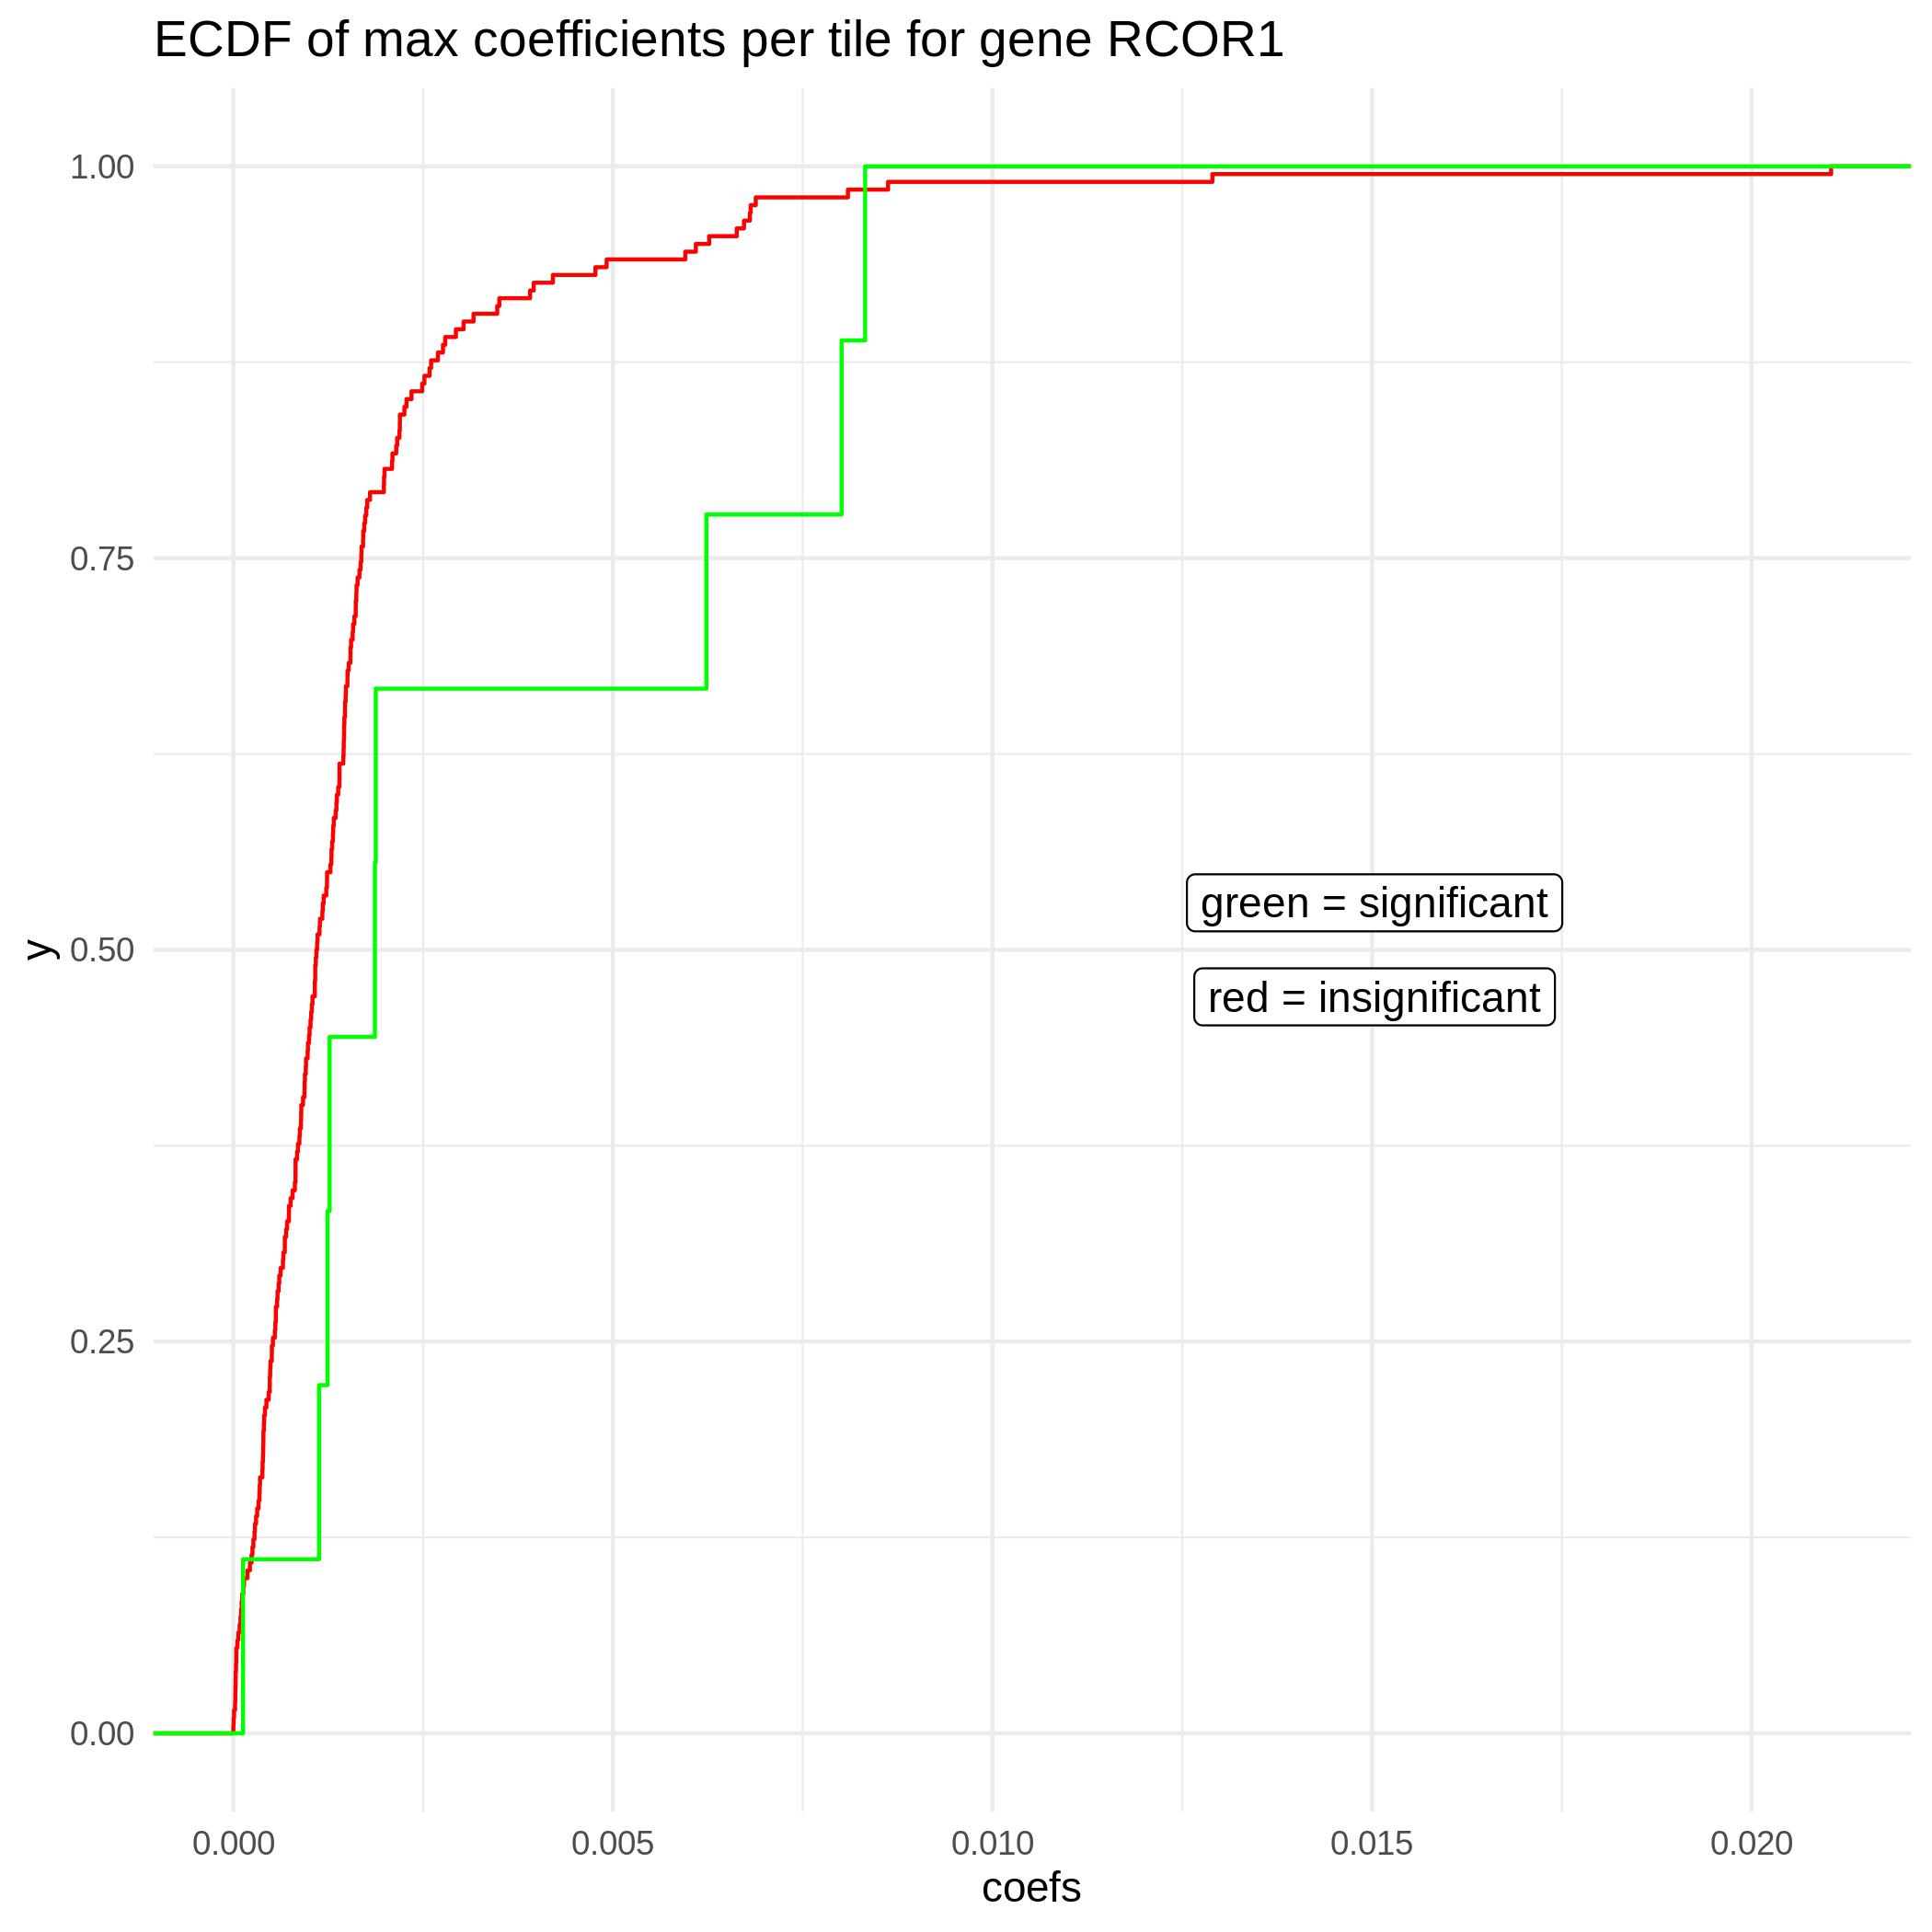 ECDF of max coefficients per tile for gene RCOR1
1.00
0.75
0.50
0.25
0.00
y
green = significant
red = insignificant
0.000 0.005 0.010 0.015 0.020
coefs